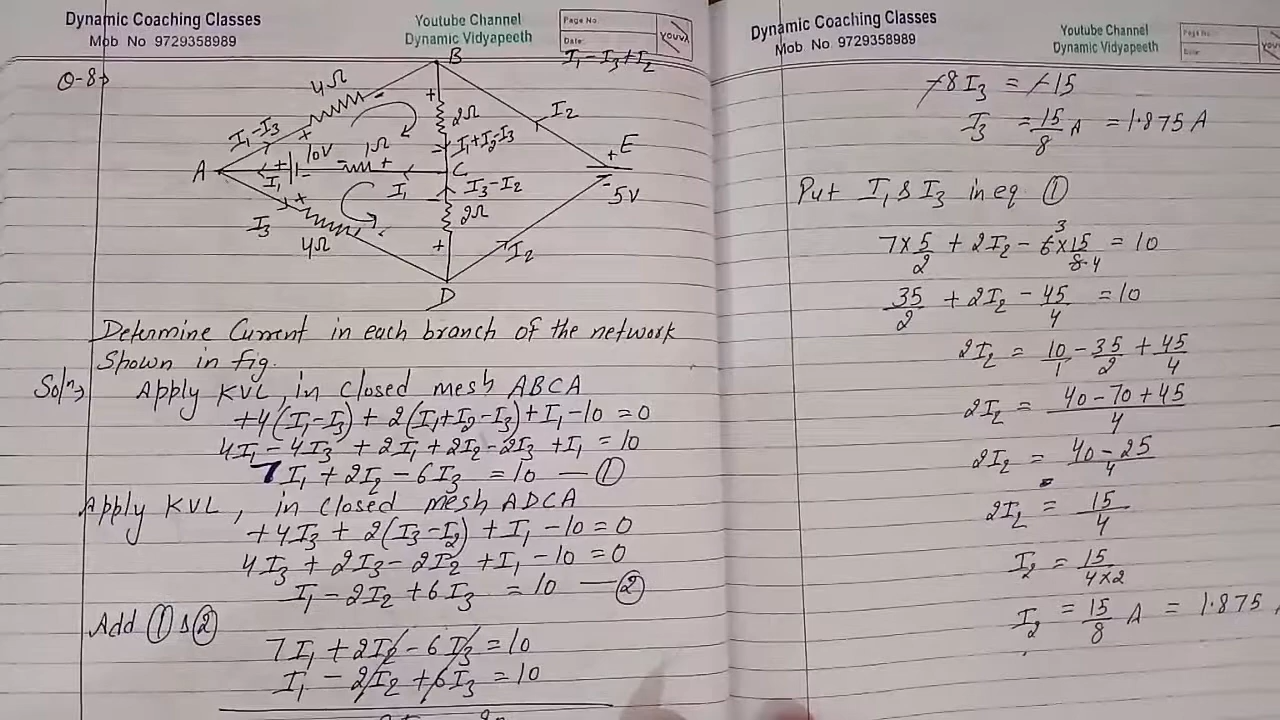 Dynamic Coaching Classes
Mob No 9729358989
Youtube Channel
Dynamic Vidyapeeth
Page No.
Date:
YOUVA
Q-8
B
I₁-I₃+I₂
4Ω
+
-
+
2Ω
I₂
I₁-I₃
10V
1Ω
I₁+I₂-I₃
E
A
+
-
-
+
C
+
I₁
I₁
I₃-I₂
-
5V
I₃
+
4Ω
2Ω
+
I₂
D
Determine Current in each branch of the network
Shown in fig.
Solⁿ
Apply KVL, in closed mesh ABCA
+4(I₁-I₃) + 2(I₁+I₂-I₃) + I₁ - 10 = 0
4I₁ - 4I₃ + 2I₁ + 2I₂ - 2I₃ + I₁ = 10
7I₁ + 2I₂ - 6I₃ = 10 — ①
Apply KVL, in closed mesh ADCA
+4I₃ + 2(I₃-I₂) + I₁ - 10 = 0
4I₃ + 2I₃ - 2I₂ + I₁ - 10 = 0
I₁ - 2I₂ + 6I₃ = 10 — ②
Add ① & ②
7I₁ + 2I₂ - 6I₃ = 10
I₁ - 2I₂ + 6I₃ = 10
Dynamic Coaching Classes
Mob No 9729358989
Youtube Channel
Dynamic Vidyapeeth
Page No.
-8I₃ = -15
I₃ = 15/8 A = 1.875 A
Put I₁ & I₃ in eq ①
7×5/2 + 2I₂ - 6×15/8 = 10
3
4
35/2 + 2I₂ - 45/4 = 10
2I₂ = 10/1 - 35/2 + 45/4
2I₂ = 40-70+45/4
2I₂ = 40-25/4
2I₂ = 15/4
I₂ = 15/4×2
I₂ = 15/8 A = 1.875